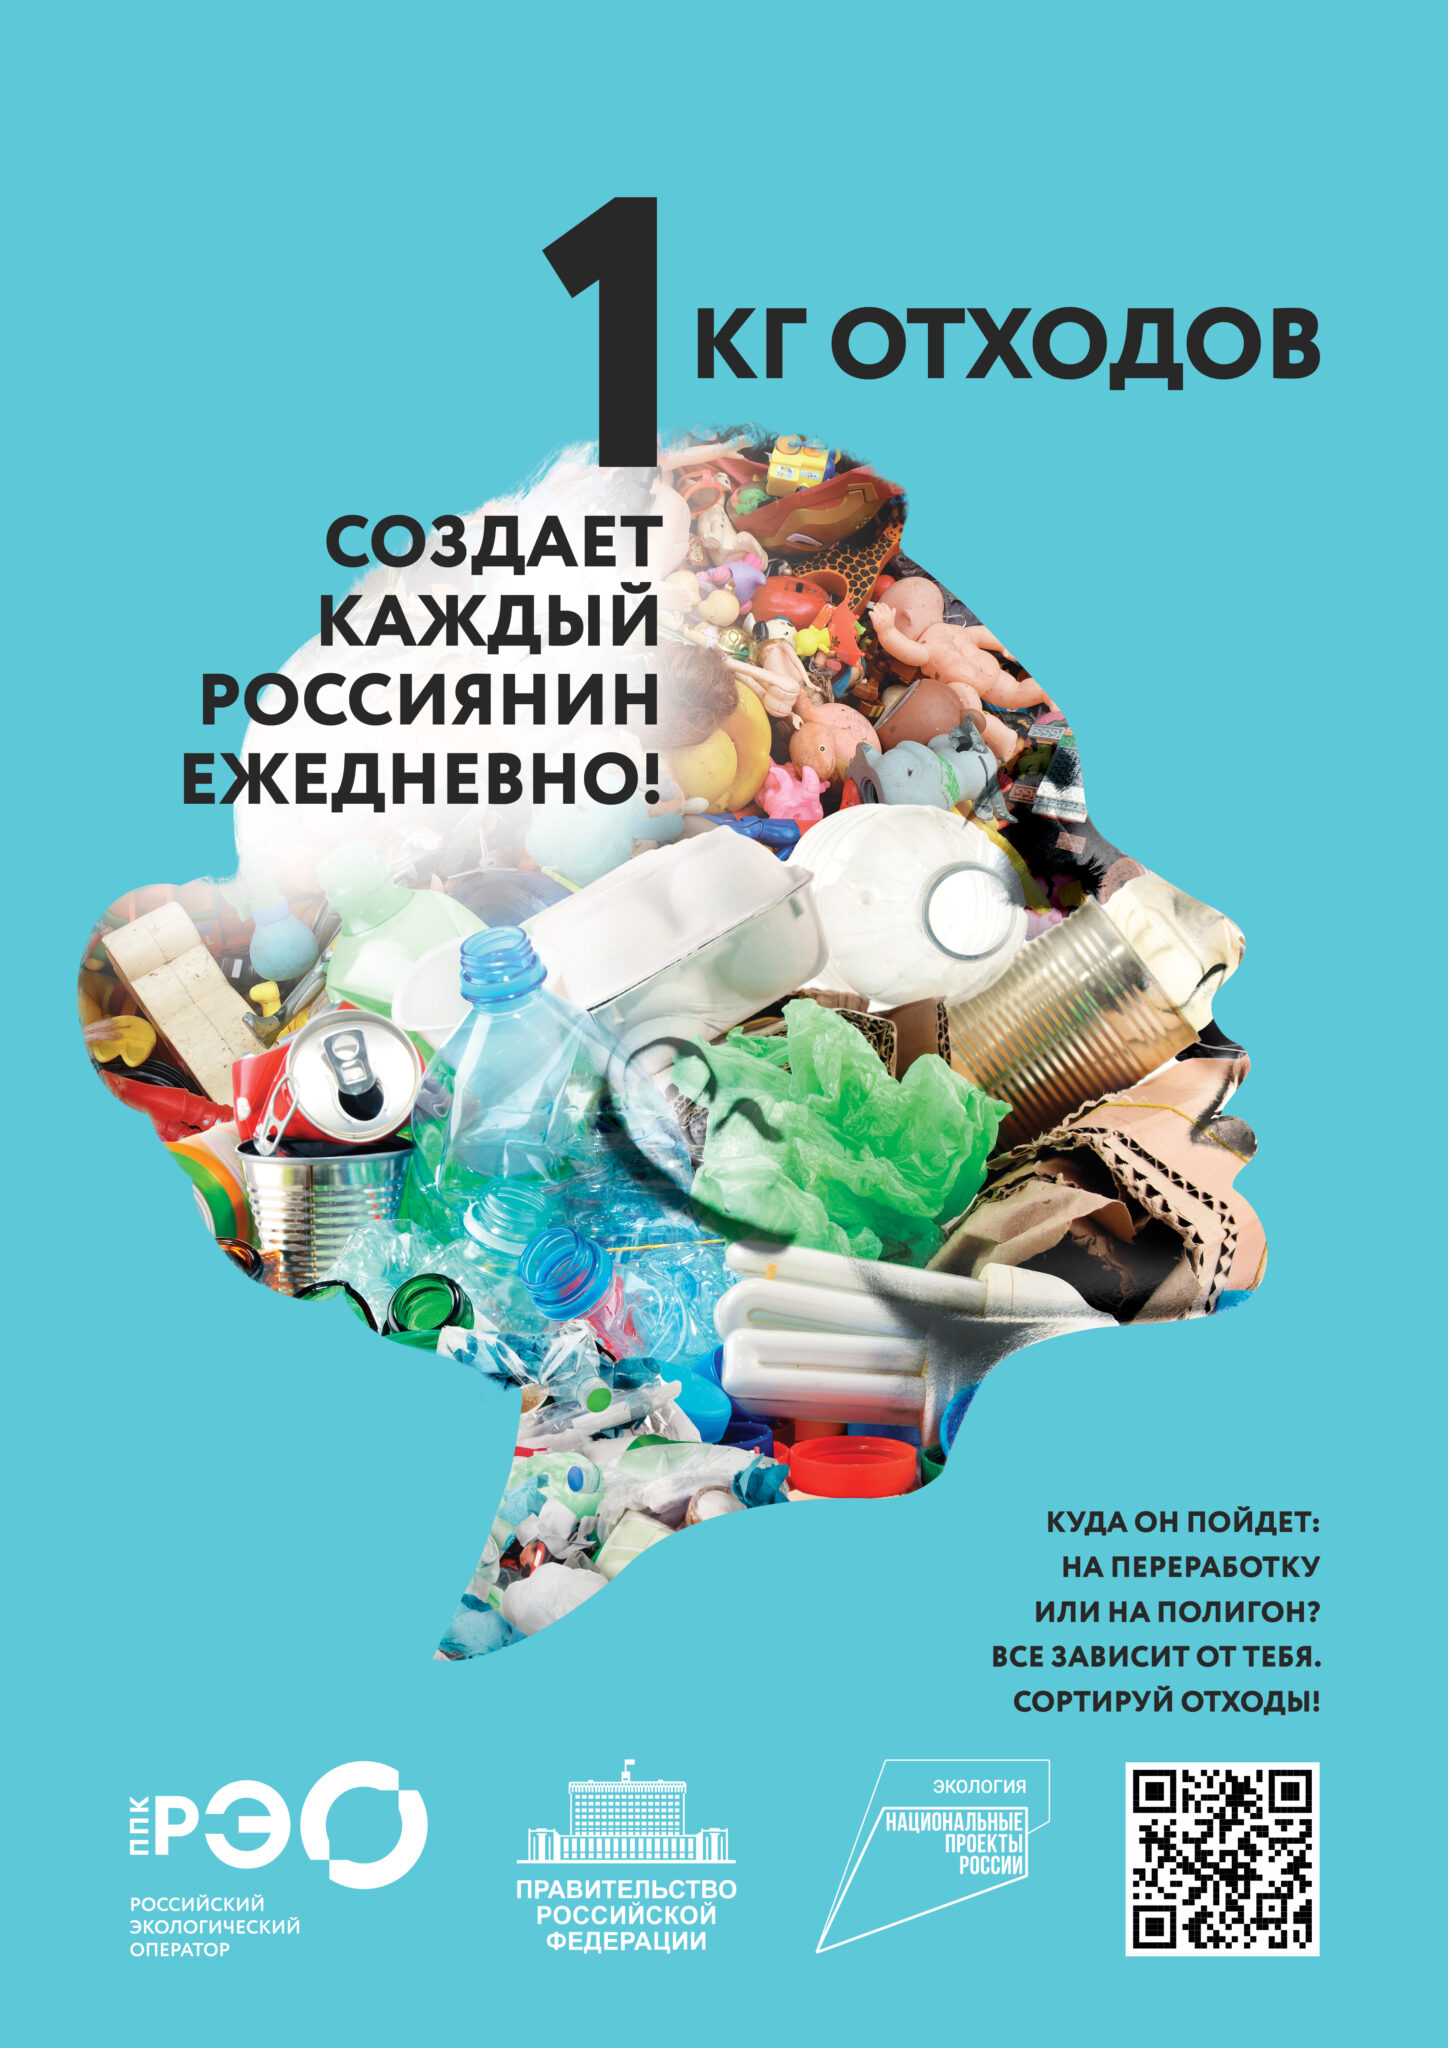 1 КГ ОТХОДОВ
СОЗДАЕТ
КАЖДЫЙ
РОССИЯНИН
ЕЖЕДНЕВНО!
КУДА ОН ПОЙДЕТ:
НА ПЕРЕРАБОТКУ
ИЛИ НА ПОЛИГОН?
ВСЕ ЗАВИСИТ ОТ ТЕБЯ.
СОРТИРУЙ ОТХОДЫ!
ППК РЭО
РОССИЙСКИЙ
ЭКОЛОГИЧЕСКИЙ
ОПЕРАТОР
ПРАВИТЕЛЬСТВО
РОССИЙСКОЙ
ФЕДЕРАЦИИ
ЭКОЛОГИЯ
НАЦИОНАЛЬНЫЕ
ПРОЕКТЫ
РОССИИ